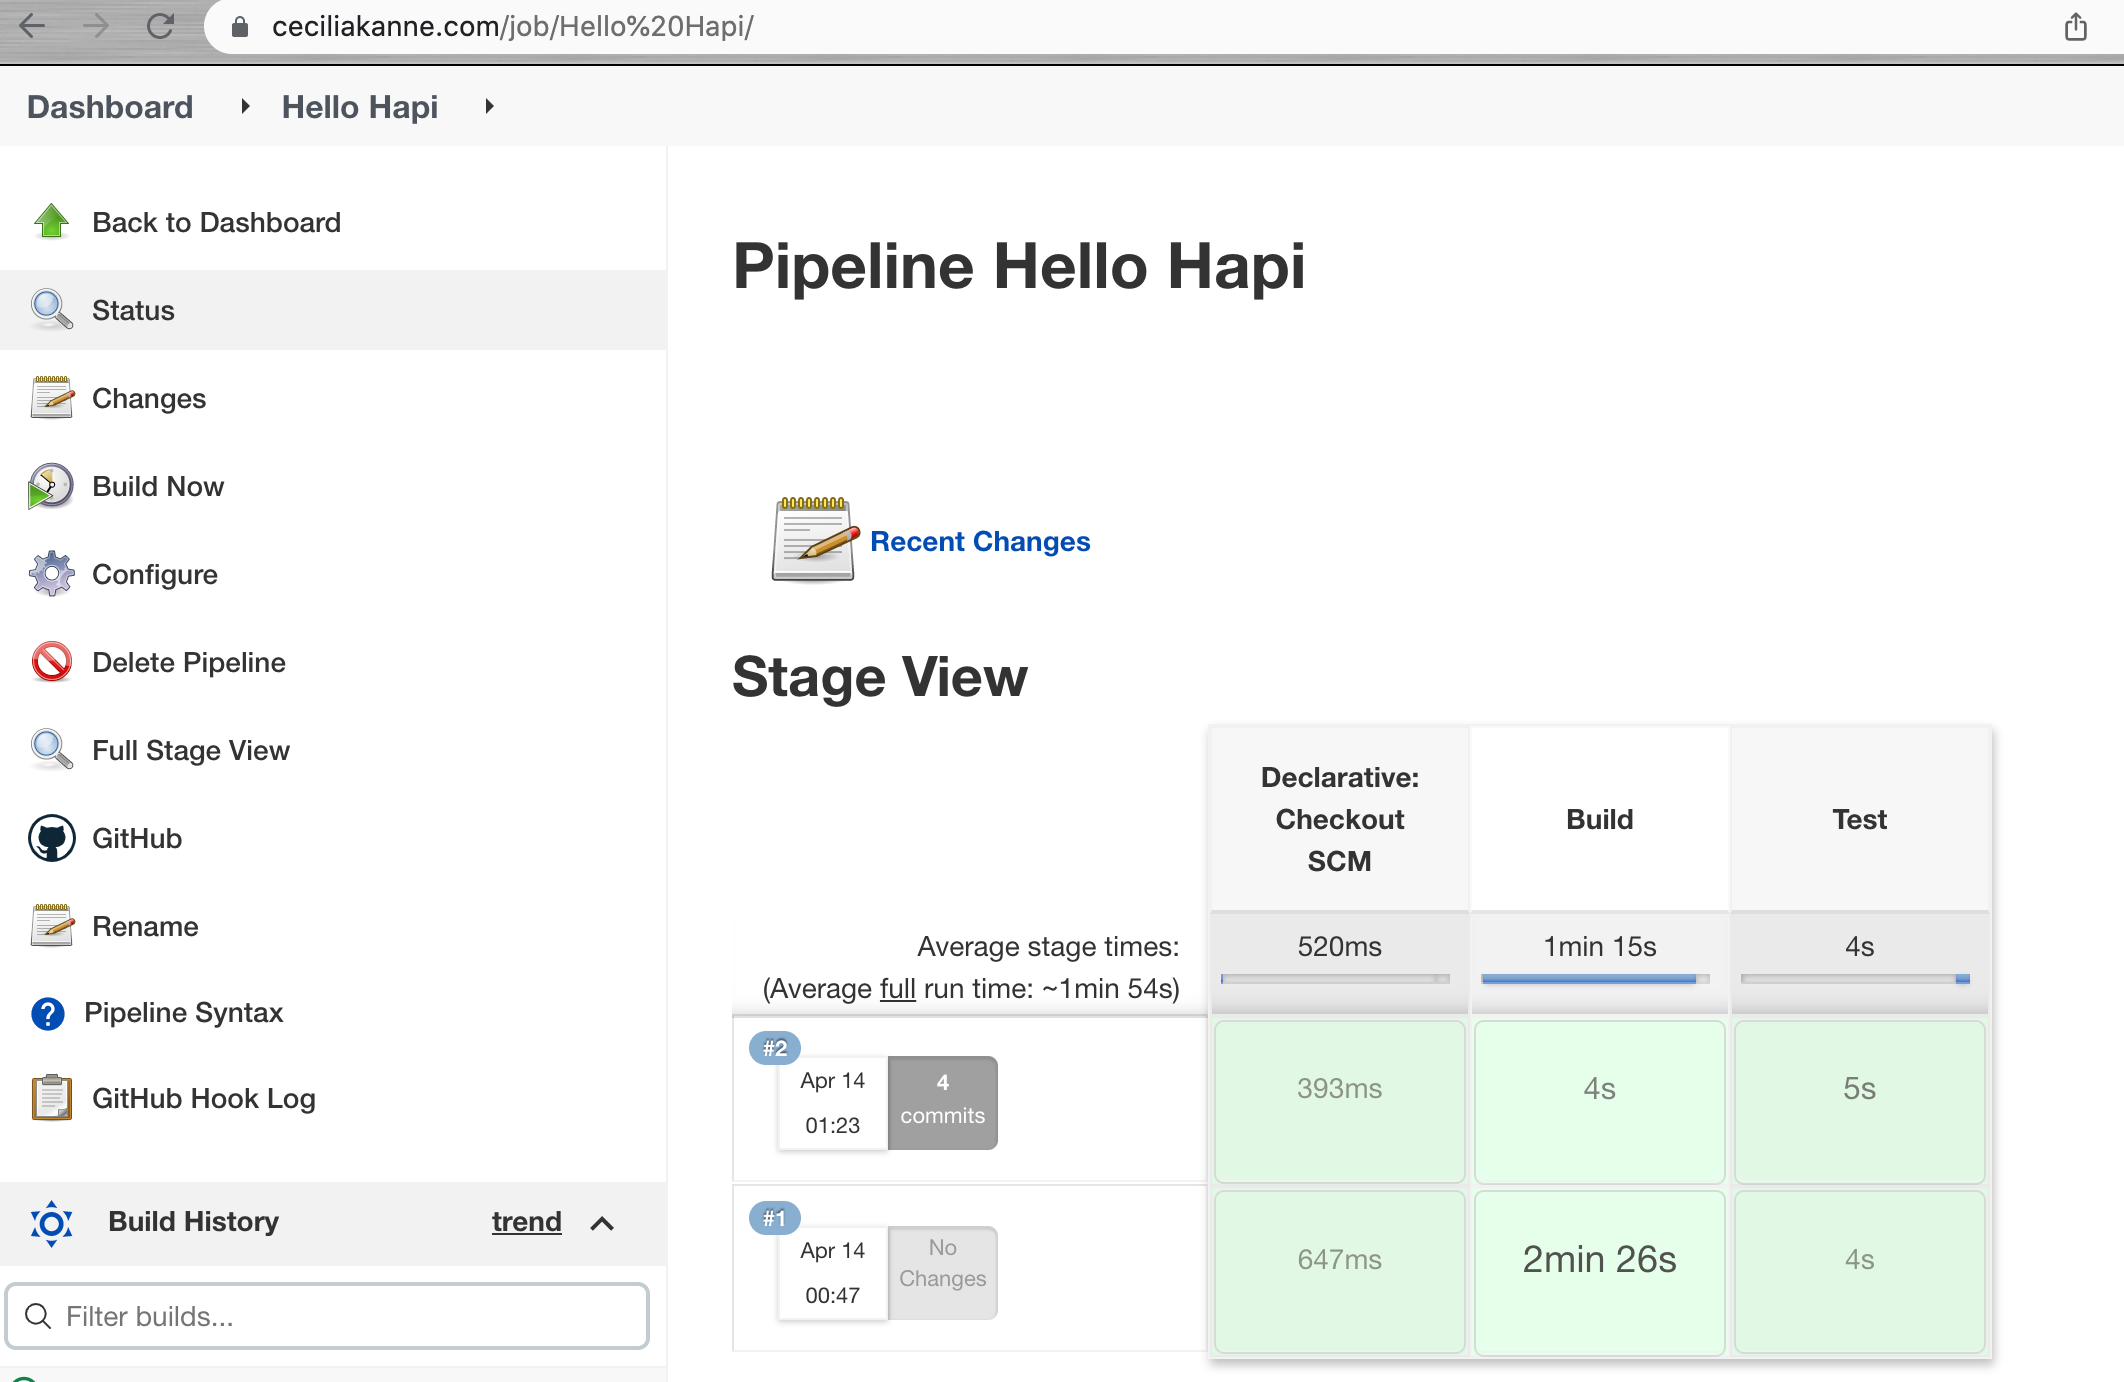 ceciliakanne.com/job/Hello%20Hapi/
Dashboard Hello Hapi
Back to Dashboard
Status
Changes
Build Now
Configure
Delete Pipeline
Full Stage View
GitHub
Rename
? Pipeline Syntax
GitHub Hook Log
Build History trend
Filter builds...
Pipeline Hello Hapi
Recent Changes
Stage View
Declarative:
Checkout
SCM
Build
Test
Average stage times:
(Average full run time: ~1min 54s)
520ms
1min 15s
4s
#2
Apr 14
01:23
4
commits
393ms
4s
5s
#1
Apr 14
00:47
No
Changes
647ms
2min 26s
4s